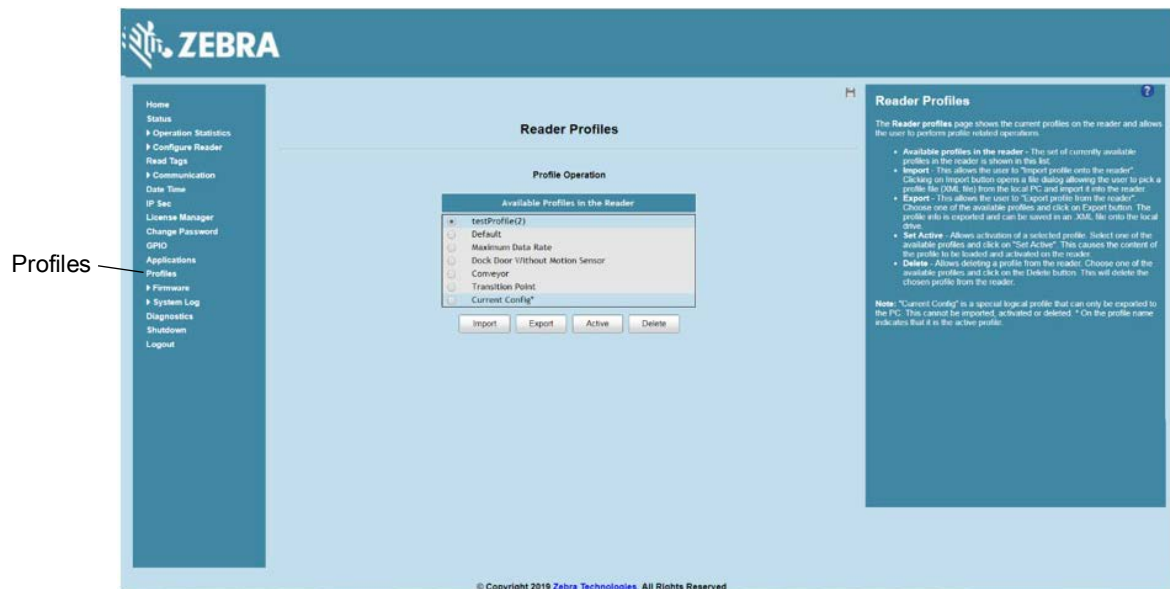 ZEBRA
Profiles
Home
Status
Operation Statistics
Configure Reader
Read Tags
Communication
Date Time
IP Sec
License Manager
Change Password
GPIO
Applications
Profiles
Firmware
System Log
Diagnostics
Shutdown
Logout
Reader Profiles
Profile Operation
Available Profiles in the Reader
testProfile(2)
Default
Maximum Data Rate
Dock Door Without Motion Sensor
Conveyor
Transition Point
Current Config*
Import Export Active Delete
?
Reader Profiles
The Reader profiles page shows the current profiles on the reader and allows
the user to perform profile related operations.
• Available profiles in the reader - The set of currently available
profiles in the reader is shown in this list.
• Import - This allows the user to "Import profile onto the reader".
Clicking on Import button opens a file dialog allowing the user to pick a
profile file (XML file) from the local PC and import it into the reader.
• Export - This allows the user to "Export profile from the reader".
Choose one of the available profiles and click on Export button. The
profile info is exported and can be saved in an .XML file onto the local
drive.
• Set Active - Allows activation of a selected profile. Select one of the
available profiles and click on "Set Active". This causes the content of
the profile to be loaded and activated on the reader.
• Delete - Allows deleting a profile from the reader. Choose one of the
available profiles and click on the Delete button. This will delete the
chosen profile from the reader.
Note: "Current Config" is a special logical profile that can only be exported to
the PC. This cannot be imported, activated or deleted. * On the profile name
indicates that it is the active profile.
© Copyright 2019 Zebra Technologies. All Rights Reserved